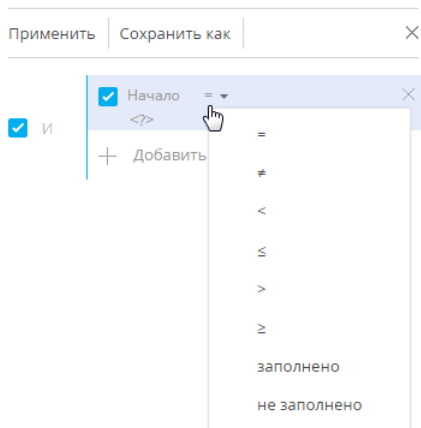 Применить Сохранить как
Начало =
<?>
И
Добавить
=
≠
<
≤
>
≥
заполнено
не заполнено